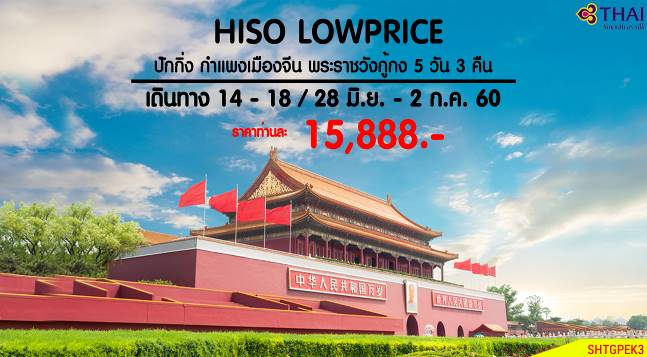 HISO LOWPRICE
THAI
ปักกิ่ง กำแพงเมืองจีน พระราชวังกู้กง 5 วัน 3 คืน
เดินทาง 14 - 18 / 28 มิ.ย. - 2 ก.ค. 60
ราคาท่านละ 15,888.-
中华人民共和国万岁
世界人民大团结万岁
SHTGPEK3